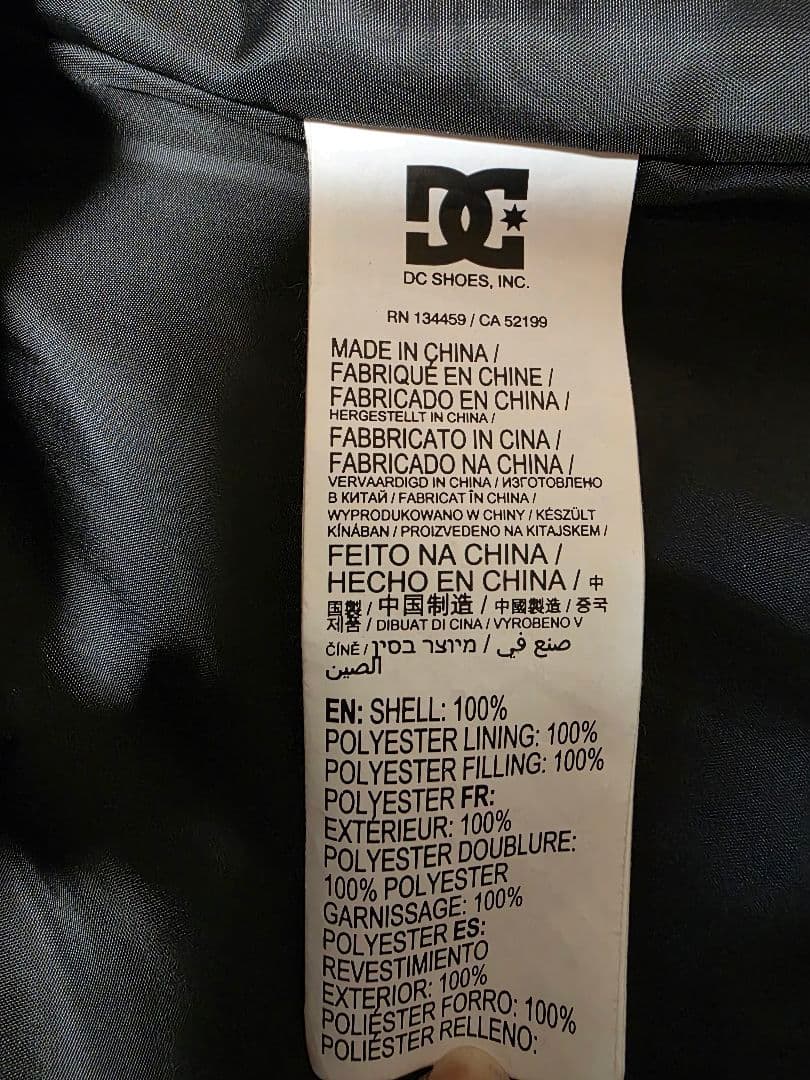 DC
DC SHOES, INC.
RN 134459 / CA 52199
MADE IN CHINA /
FABRIQUÉ EN CHINE /
FABRICADO EN CHINA /
HERGESTELLT IN CHINA /
FABBRICATO IN CINA /
FABRICADO NA CHINA /
VERVAARDIGD IN CHINA / ИЗГОТОВЛЕНО
В КИТАЙ / FABRICAT ÎN CHINA /
WYPRODUKOWANO W CHINY / KÉSZÜLT
KÍNÁBAN / PROIZVEDENO NA KITAJSKEM /
FEITO NA CHINA /
HECHO EN CHINA / 中
国製 / 中国制造 / 中國製造 / 중국
제품 / DIBUAT DI CINA / VYROBENO V
ČÍNĚ / מיוצר בסין / صنع في
الصين
EN: SHELL: 100%
POLYESTER LINING: 100%
POLYESTER FILLING: 100%
POLYESTER FR:
EXTÉRIEUR: 100%
POLYESTER DOUBLURE:
100% POLYESTER
GARNISSAGE: 100%
POLYESTER ES:
REVESTIMIENTO
EXTERIOR: 100%
POLIÉSTER FORRO: 100%
POLIÉSTER RELLENO: